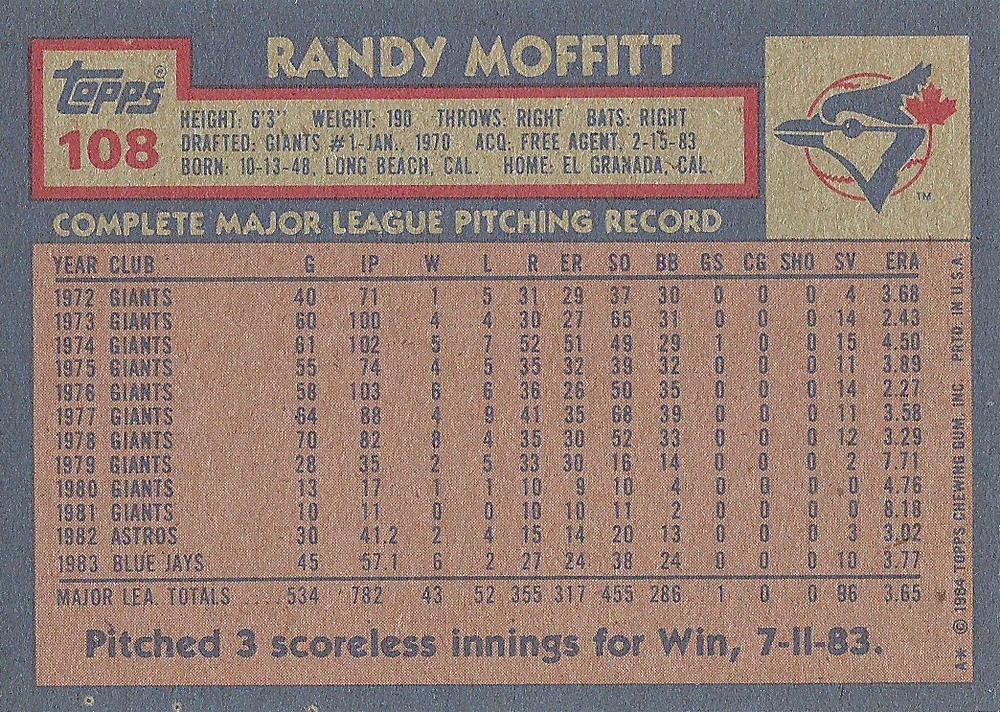 RANDY MOFFITT
Topps®
108
HEIGHT: 6'3'' WEIGHT: 190 THROWS: RIGHT BATS: RIGHT
DRAFTED: GIANTS #1-JAN., 1970 ACQ: FREE AGENT, 2-15-83
BORN: 10-13-48, LONG BEACH, CAL. HOME: EL GRANADA, CAL.
TM
COMPLETE MAJOR LEAGUE PITCHING RECORD
YEAR CLUB G IP W L R ER SO BB GS CG SHO SV ERA
1972 GIANTS 40 71 1 5 31 29 37 30 0 0 0 4 3.68
1973 GIANTS 60 100 4 4 30 27 65 31 0 0 0 14 2.43
1974 GIANTS 61 102 5 7 52 51 49 29 1 0 0 15 4.50
1975 GIANTS 55 74 4 5 35 32 39 32 0 0 0 11 3.89
1976 GIANTS 58 103 6 6 36 26 50 35 0 0 0 14 2.27
1977 GIANTS 64 88 4 9 41 35 68 39 0 0 0 11 3.58
1978 GIANTS 70 82 8 4 35 30 52 33 0 0 0 12 3.29
1979 GIANTS 28 35 2 5 33 30 16 14 0 0 0 2 7.71
1980 GIANTS 13 17 1 1 10 9 10 4 0 0 0 0 4.76
1981 GIANTS 10 11 0 0 10 10 11 2 0 0 0 0 8.18
1982 ASTROS 30 41.2 2 4 15 14 20 13 0 0 0 3 3.02
1983 BLUE JAYS 45 57.1 6 2 27 24 38 24 0 0 0 10 3.77
MAJOR LEA. TOTALS ..... 534 782 43 52 355 317 455 286 1 0 0 96 3.65
Pitched 3 scoreless innings for Win, 7-11-83.
A* © 1984 TOPPS CHEWING GUM, INC. PRTD. IN U.S.A.